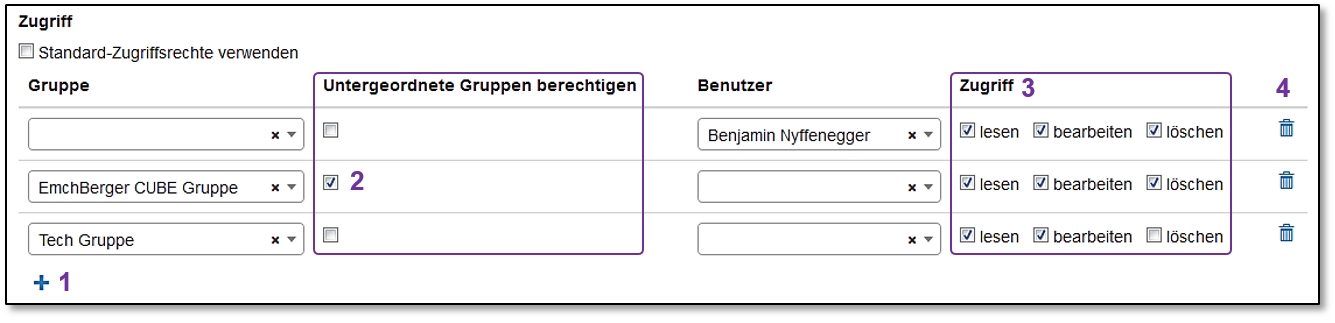 Zugriff
Standard-Zugriffsrechte verwenden
Gruppe Untergeordnete Gruppen berechtigen Benutzer Zugriff 3 4
Benjamin Nyffenegger lesen bearbeiten löschen
EmchBerger CUBE Gruppe 2 lesen bearbeiten löschen
Tech Gruppe lesen bearbeiten löschen
+ 1